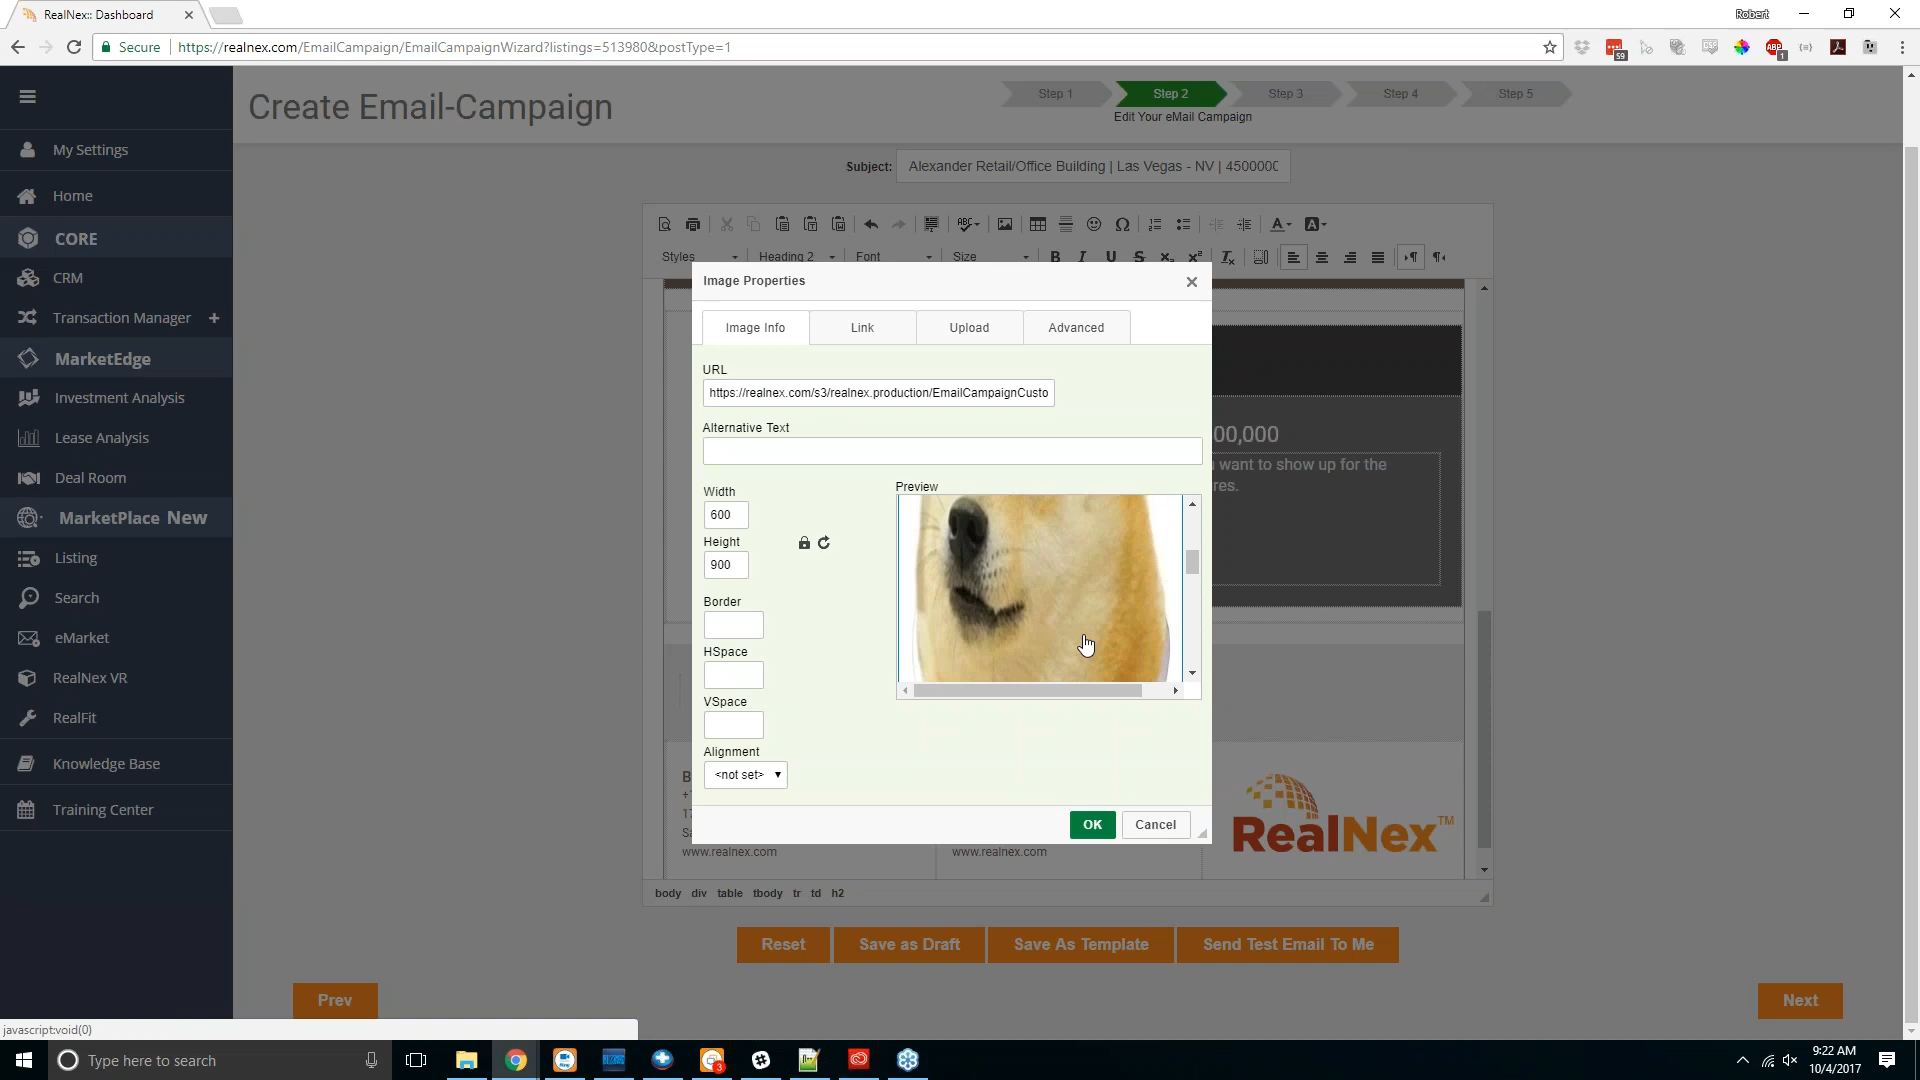 RealNex:: Dashboard
Robert
Secure
https://realnex.com/EmailCampaign/EmailCampaignWizard?listings=513980&postType=1
59
ABP
1
Create Email-Campaign
Step 1
Step 2
Step 3
Step 4
Step 5
Edit Your eMail Campaign
My Settings
Home
CORE
CRM
Transaction Manager +
MarketEdge
Investment Analysis
Lease Analysis
Deal Room
MarketPlace New
Listing
Search
eMarket
RealNex VR
RealFit
Knowledge Base
Training Center
Subject:
Alexander Retail/Office Building | Las Vegas - NV | 4500000
Styles
Heading 2
Font
Size
Image Properties
Image Info
Link
Upload
Advanced
URL
https://realnex.com/s3/realnex.production/EmailCampaignCusto
Alternative Text
Width
600
Height
900
Border
HSpace
VSpace
Alignment
<not set>
Preview
OK
Cancel
00,000
want to show up for the
res.
www.realnex.com
www.realnex.com
RealNex™
body div table tbody tr td h2
Reset
Save as Draft
Save As Template
Send Test Email To Me
Prev
Next
javascript:void(0)
Type here to search
3
9:22 AM
10/4/2017